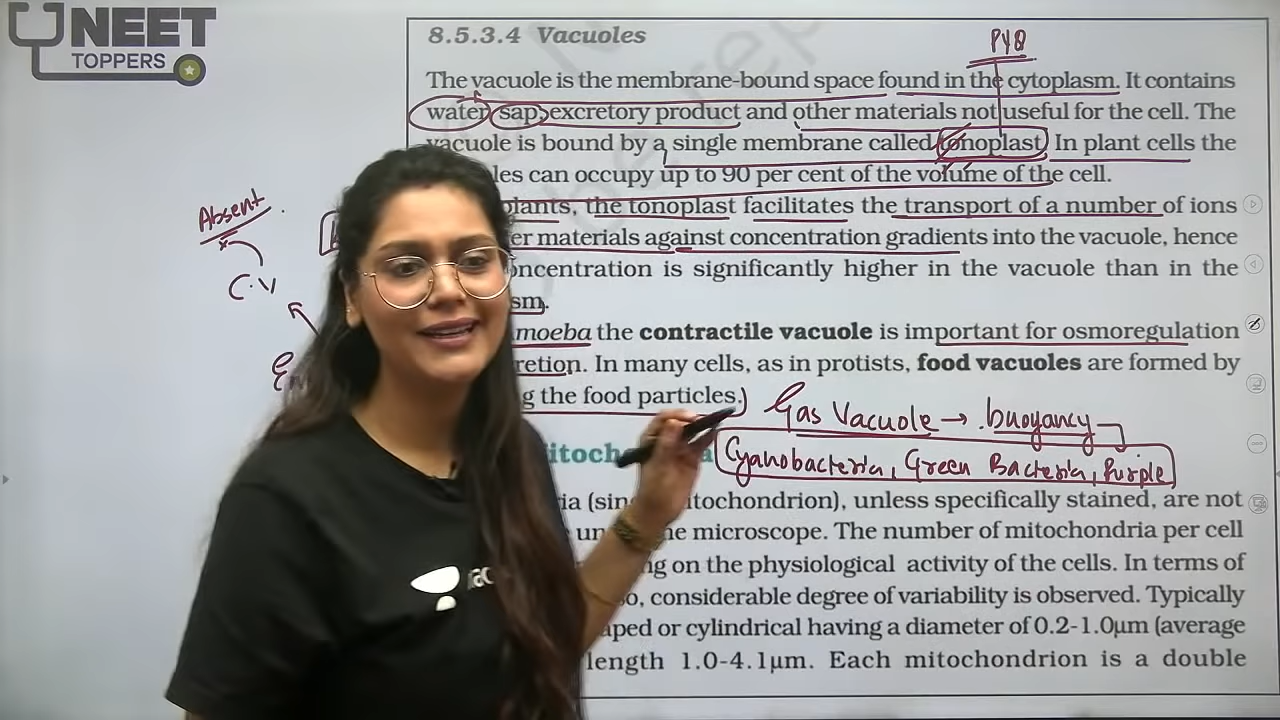 NEET
TOPPERS
8.5.3.4 Vacuoles
PYQ
The vacuole is the membrane-bound space found in the cytoplasm. It contains
water, sap, excretory product and other materials not useful for the cell. The
vacuole is bound by a single membrane called tonoplast. In plant cells the
les can occupy up to 90 per cent of the volume of the cell.
plants, the tonoplast facilitates the transport of a number of ions
er materials against concentration gradients into the vacuole, hence
oncentration is significantly higher in the vacuole than in the
sm.
Absent
C.V
moeba the contractile vacuole is important for osmoregulation
retion. In many cells, as in protists, food vacuoles are formed by
g the food particles.
Gas Vacuole → buoyancy
Cyanobacteria, Green Bacteria, Purple
itoch
ia (sin itochondrion), unless specifically stained, are not
un he microscope. The number of mitochondria per cell
ng on the physiological activity of the cells. In terms of
o, considerable degree of variability is observed. Typically
aped or cylindrical having a diameter of 0.2-1.0μm (average
length 1.0-4.1μm. Each mitochondrion is a double